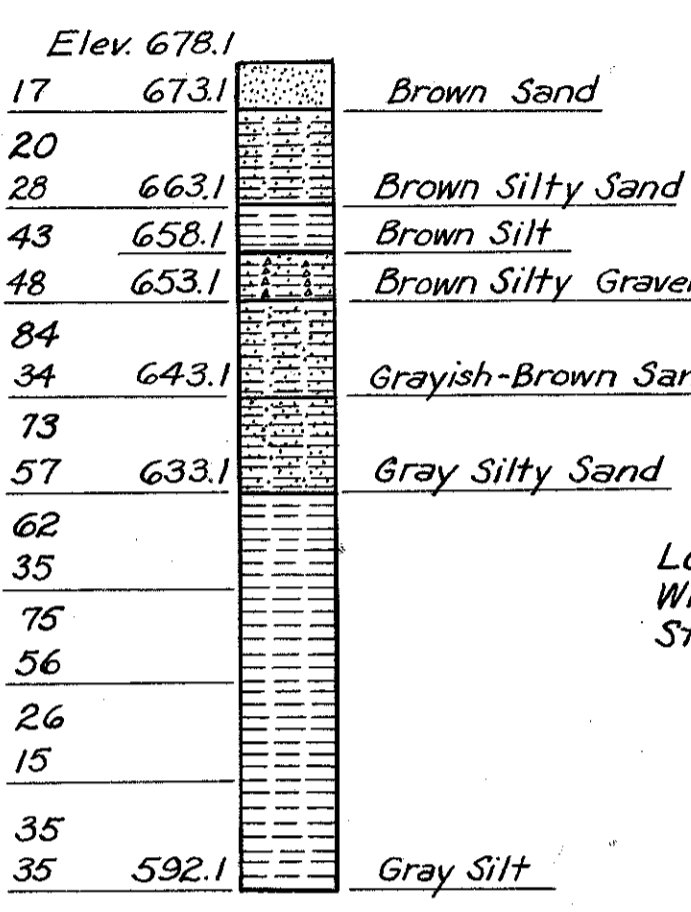 Elev. 678.1
17 673.1 Brown Sand
20
28 663.1 Brown Silty Sand
43 658.1 Brown Silt
48 653.1 Brown Silty Gravel
84
34 643.1 Grayish-Brown
73
57 633.1 Gray Silty Sand
62
35
75
56
26
15
35
35 592.1 Gray Silt